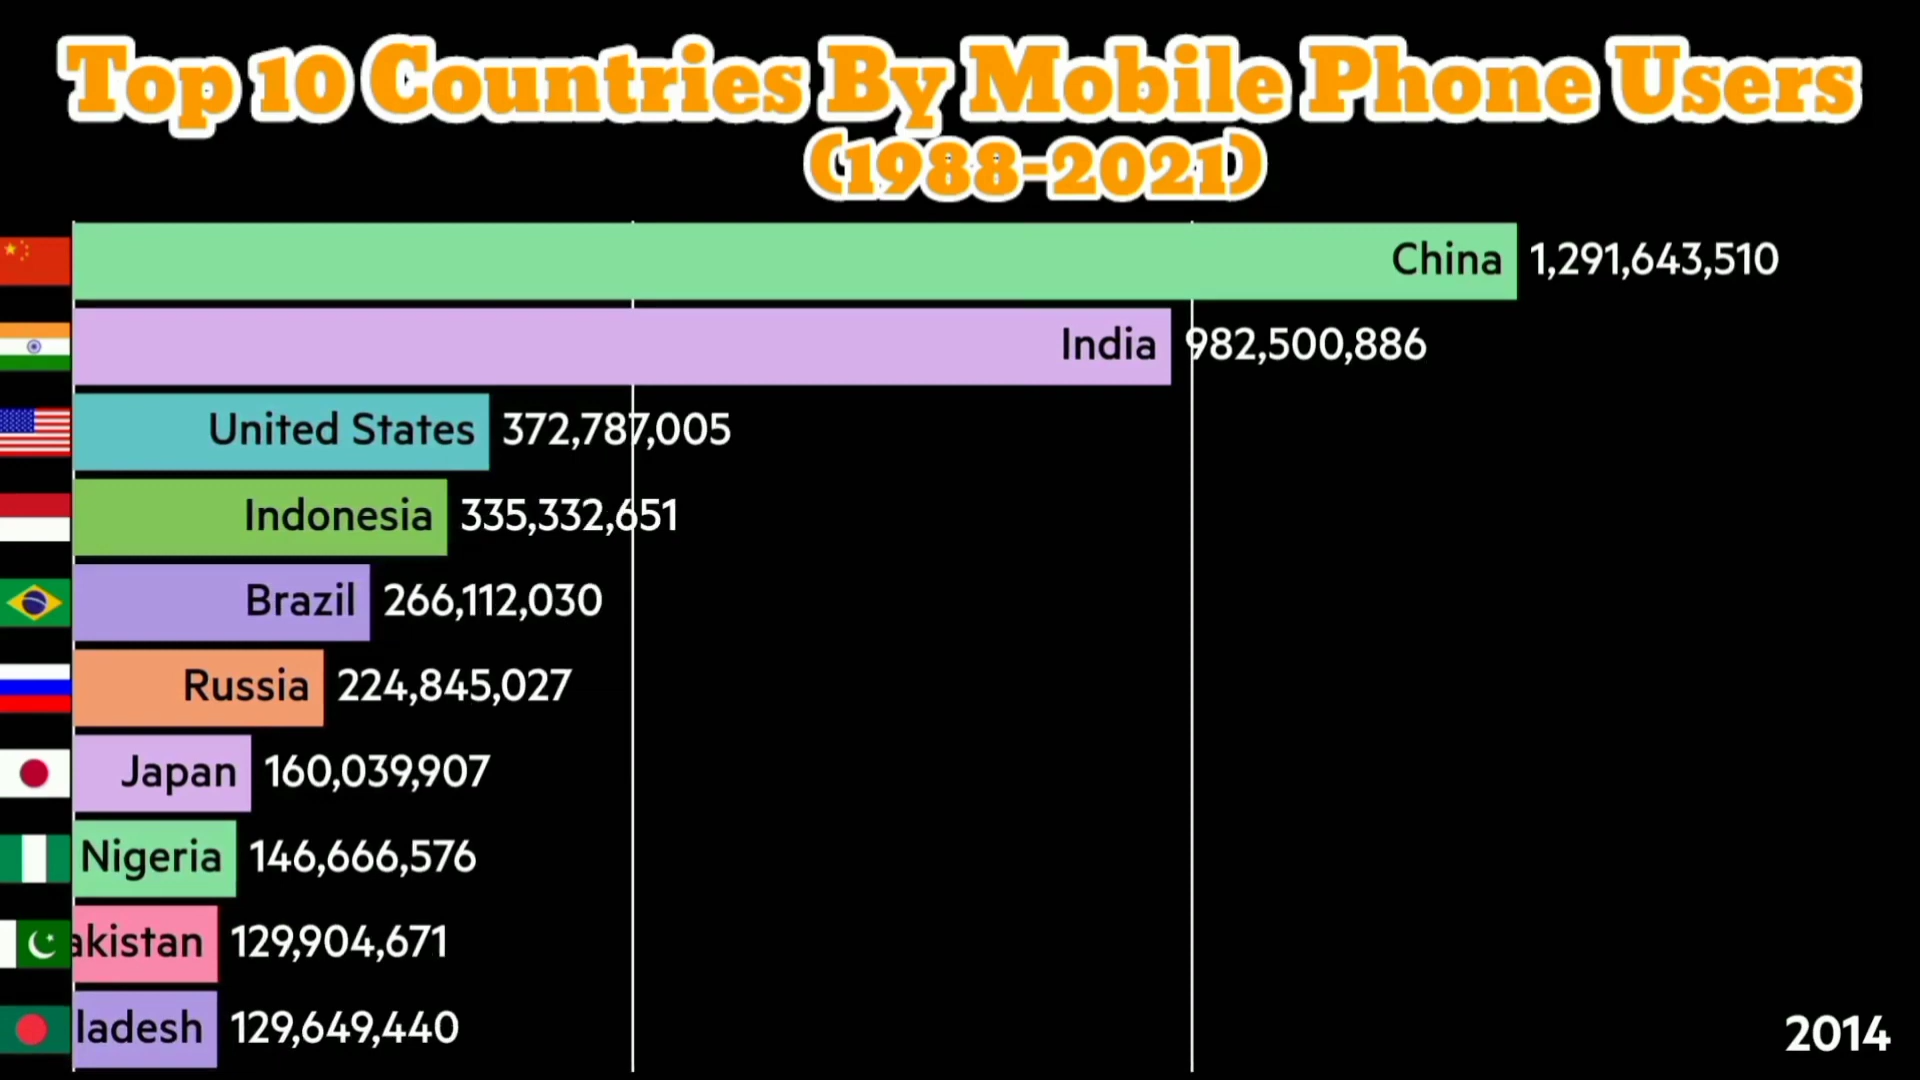 Top 10 Countries By Mobile Phone Users
(1988-2021)
China 1,291,643,510
India 982,500,886
United States 372,787,005
Indonesia 335,332,651
Brazil 266,112,030
Russia 224,845,027
Japan 160,039,907
Nigeria 146,666,576
akistan 129,904,671
ladesh 129,649,440
2014